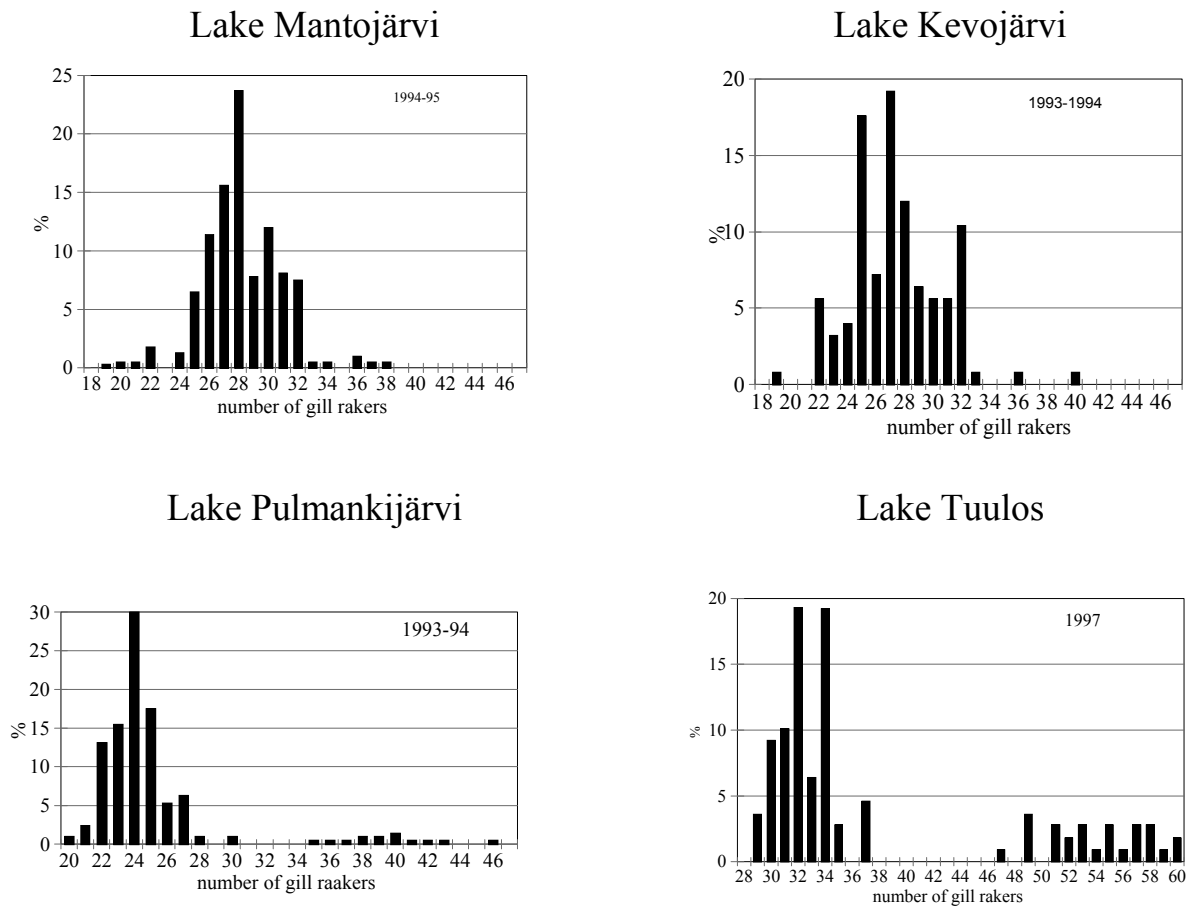 Lake Mantojärvi
25
20
15
10
5
0
%
1994-95
18 20 22 24 26 28 30 32 34 36 38 40 42 44 46
number of gill rakers
Lake Kevojärvi
20
15
10
5
0
%
1993-1994
18 20 22 24 26 28 30 32 34 36 38 40 42 44 46
number of gill rakers
Lake Pulmankijärvi
30
25
20
15
10
5
0
%
1993-94
20 22 24 26 28 30 32 34 36 38 40 42 44 46
number of gill raakers
Lake Tuulos
20
15
10
5
0
%
1997
28 30 32 34 36 38 40 42 44 46 48 50 52 54 56 58 60
number of gill rakers